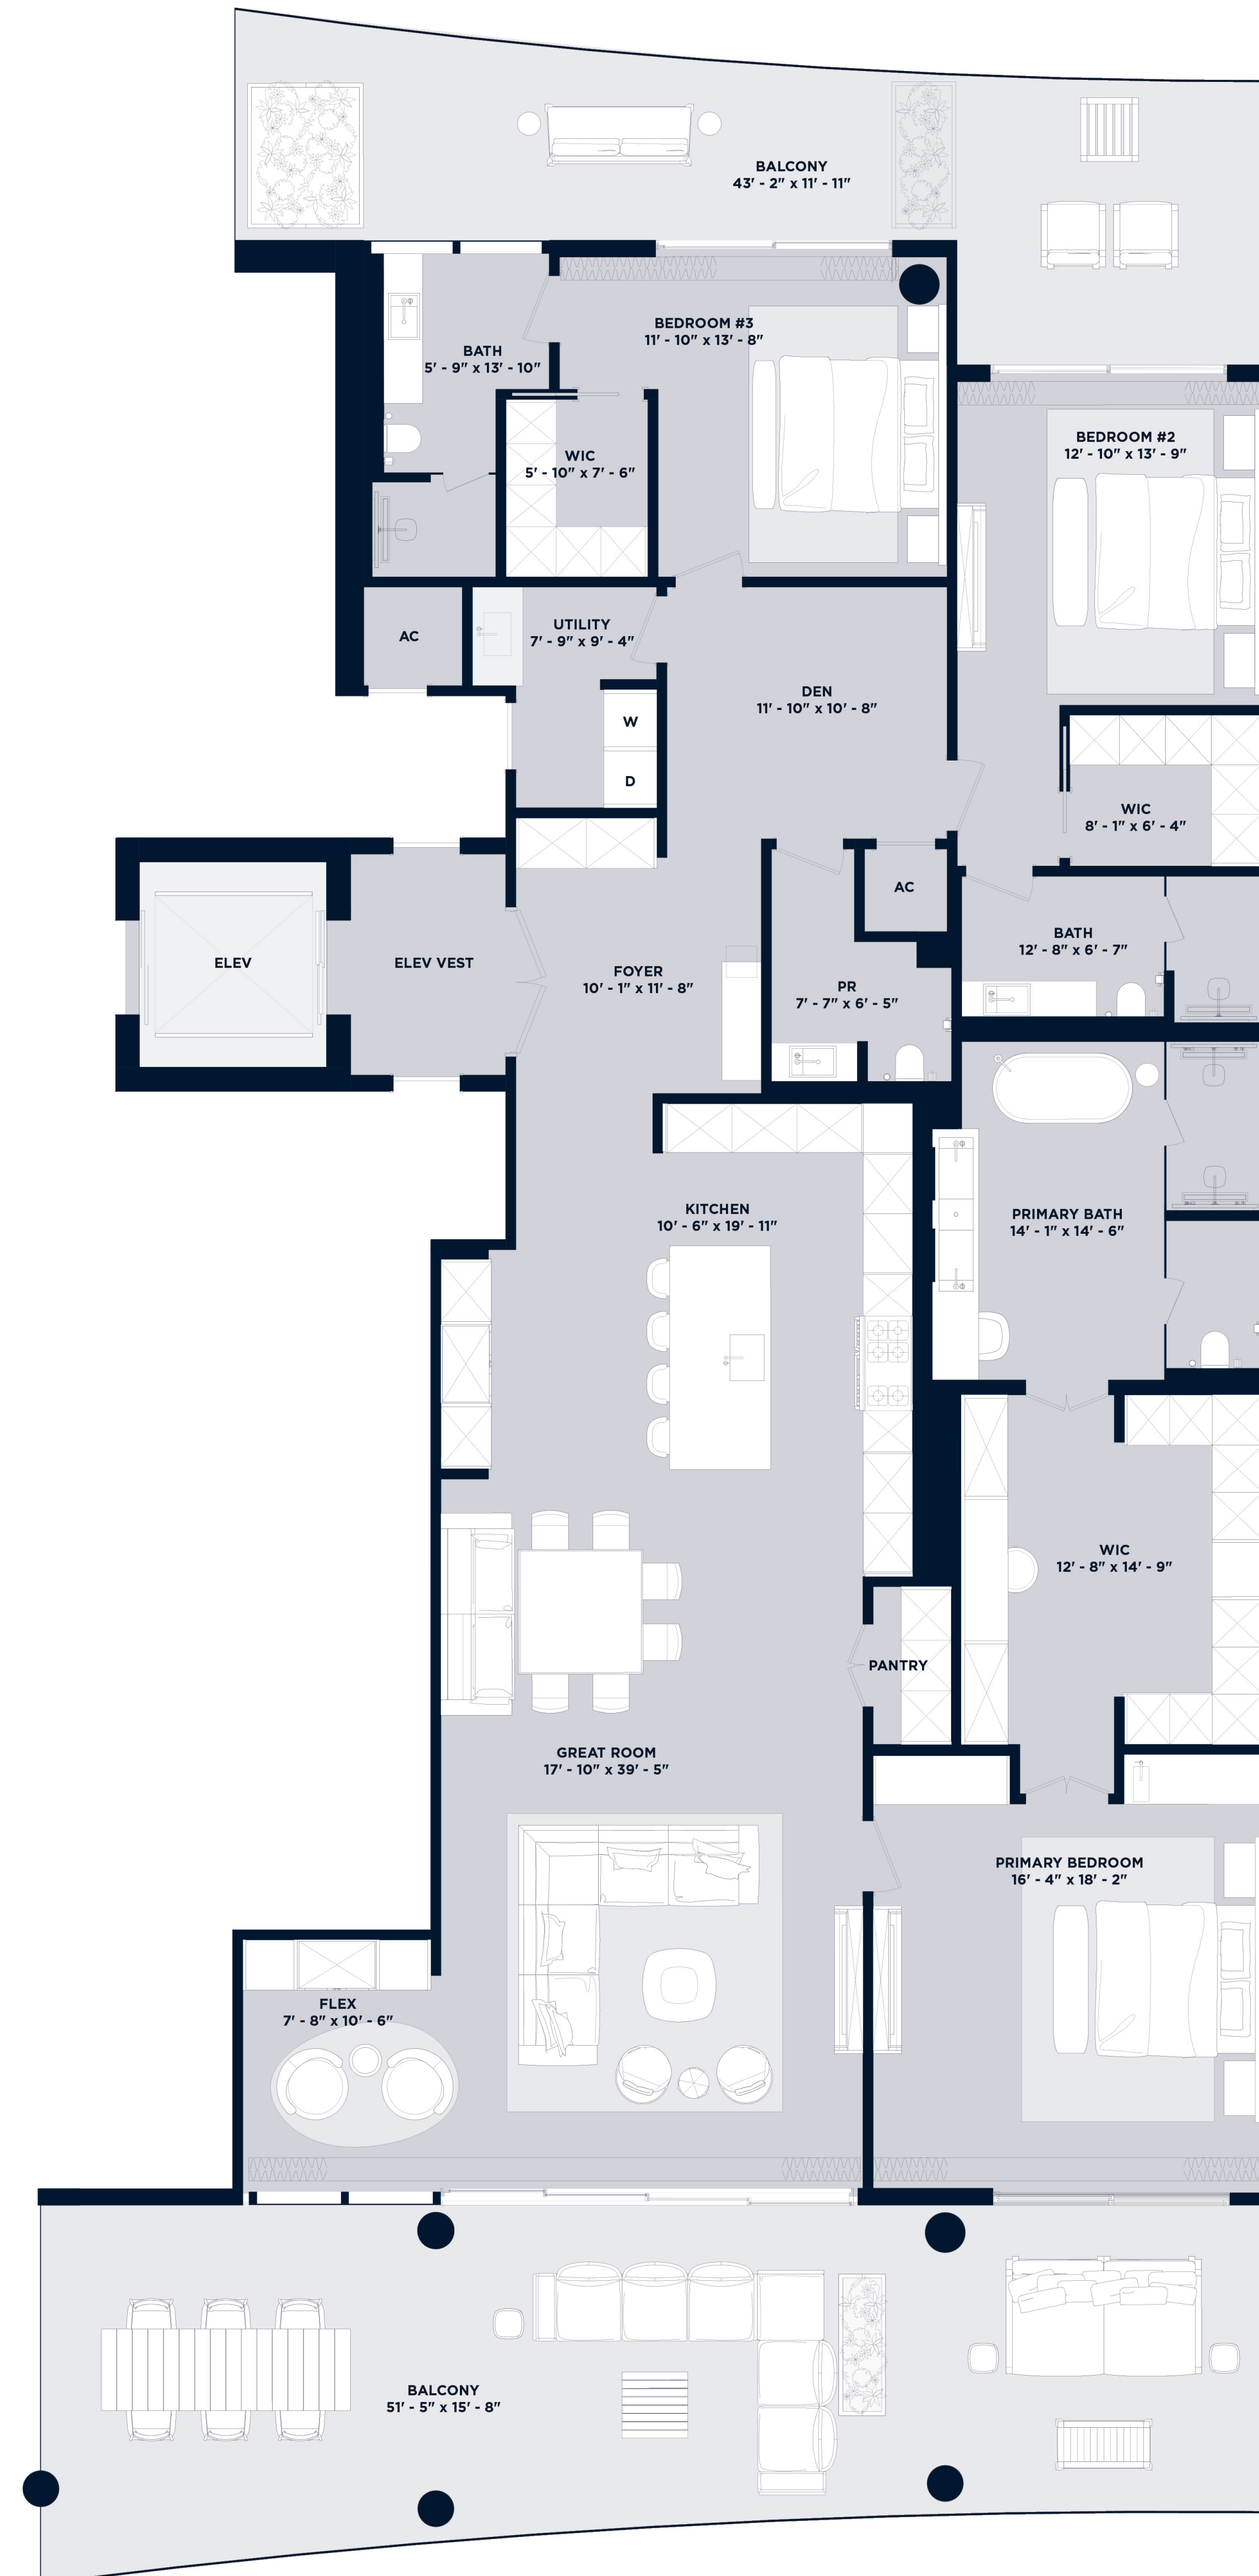 BALCONY
43' - 2" x 11' - 11"
BEDROOM #3
11' - 10" x 13' - 8"
BATH
5' - 9" x 13' - 10"
BEDROOM #2
12' - 10" x 13' - 9"
WIC
5' - 10" x 7' - 6"
UTILITY
7' - 9" x 9' - 4"
AC
DEN
11' - 10" x 10' - 8"
W
D
WIC
8' - 1" x 6' - 4"
AC
BATH
12' - 8" x 6' - 7"
ELEV
ELEV VEST
FOYER
10' - 1" x 11' - 8"
PR
7' - 7" x 6' - 5"
KITCHEN
10' - 6" x 19' - 11"
PRIMARY BATH
14' - 1" x 14' - 6"
WIC
12' - 8" x 14' - 9"
PANTRY
GREAT ROOM
17' - 10" x 39' - 5"
PRIMARY BEDROOM
16' - 4" x 18' - 2"
FLEX
7' - 8" x 10' - 6"
BALCONY
51' - 5" x 15' - 8"